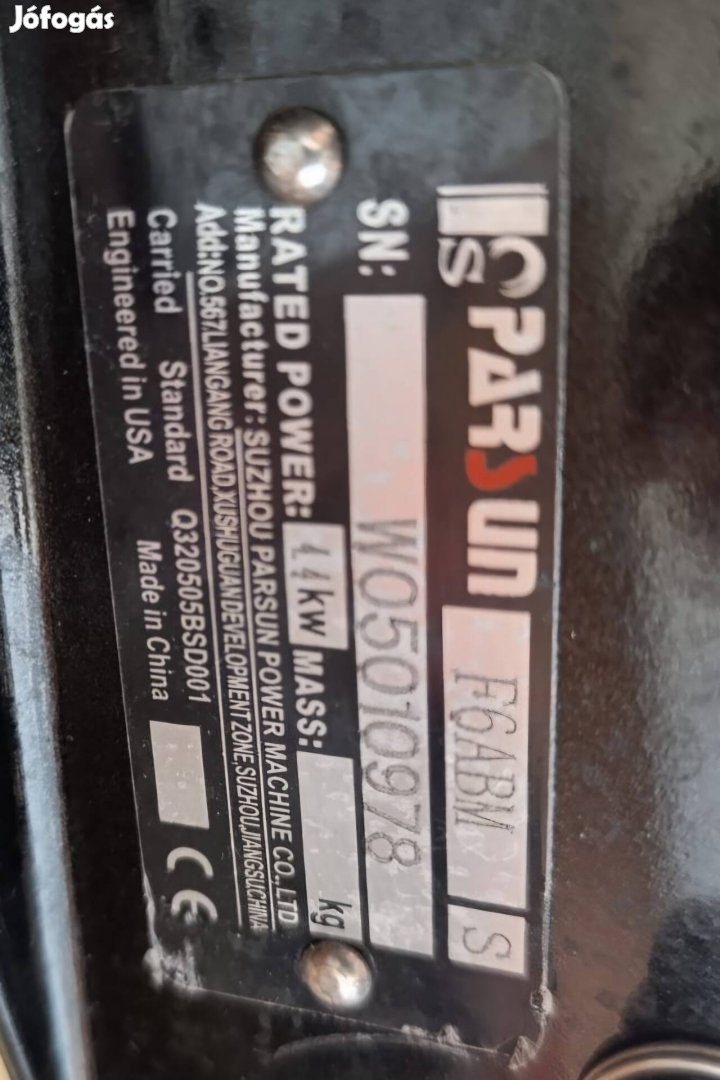 Jófogás
PARSUN F6ABM S
SN: W05010978
RATED POWER: 4.4kw MASS: kg
Manufacturer: SUZHOU PARSUN POWER MACHINE CO.,LTD
Add:NO.567,LIANGANG ROAD,XUSHUGUAN DEVELOPMENT ZONE,SUZHOU,JIANGSU,CHINA
Carried Standard Q320505BSD001
Engineered in USA Made in China CE